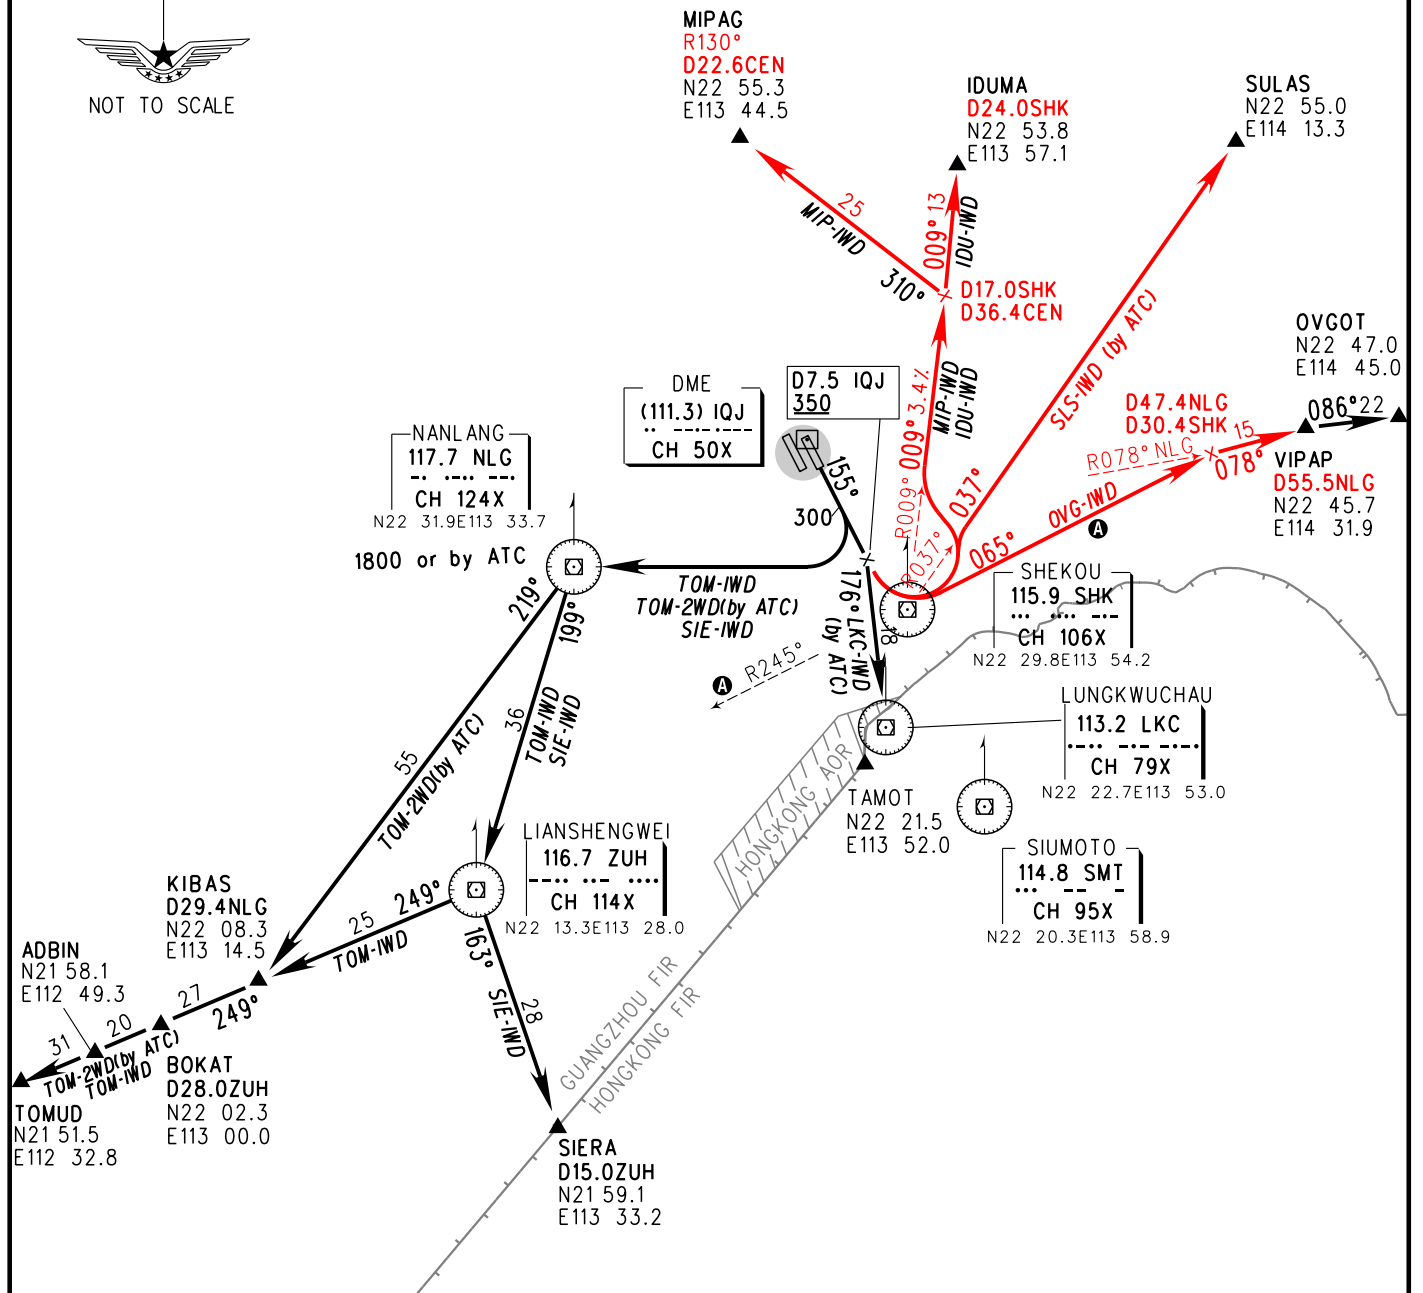 NOT TO SCALE
MIPAG
R130°
D22.6CEN
N22 55.3
E113 44.5
IDUMA
D24.0SHK
N22 53.8
E113 57.1
SULAS
N22 55.0
E114 13.3
25
MIP-IWD
310°
009° 13
IDU-IWD
D17.0SHK
D36.4CEN
SLS-IWD (by ATC)
OVGOT
N22 47.0
E114 45.0
086° 22
DME
(111.3) IQJ
CH 50X
D7.5 IQJ
350
R009° 009° 3.4%
MIP-IWD
IDU-IWD
D47.4NLG
D30.4SHK
R078° NLG
15
078°
VIPAP
D55.5NLG
N22 45.7
E114 31.9
NANLANG
117.7 NLG
CH 124X
N22 31.9E113 33.7
1800 or by ATC
155°
300
037°
R037°
065°
OVG-IWD
A
TOM-IWD
TOM-2WD(by ATC)
SIE-IWD
219°
199°
176° LKC-IWD
(by ATC)
18
SHEKOU
115.9 SHK
CH 106X
N22 29.8E113 54.2
A R245°
36
TOM-IWD
SIE-IWD
55
TOM-2WD(by ATC)
LUNGKWUCHAU
113.2 LKC
CH 79X
N22 22.7E113 53.0
HONGKONG AOR
TAMOT
N22 21.5
E113 52.0
SIUMOTO
114.8 SMT
CH 95X
N22 20.3E113 58.9
LIANSHENGWEI
116.7 ZUH
CH 114X
N22 13.3E113 28.0
KIBAS
D29.4NLG
N22 08.3
E113 14.5
25
249°
TOM-IWD
163°
SIE-IWD
28
ADBIN
N21 58.1
E112 49.3
27
249°
20
31
TOM-2WD(by ATC)
TOM-IWD
BOKAT
D28.0ZUH
N22 02.3
E113 00.0
TOMUD
N21 51.5
E112 32.8
GUANGZHOU FIR
HONGKONG FIR
SIERA
D15.0ZUH
N21 59.1
E113 33.2